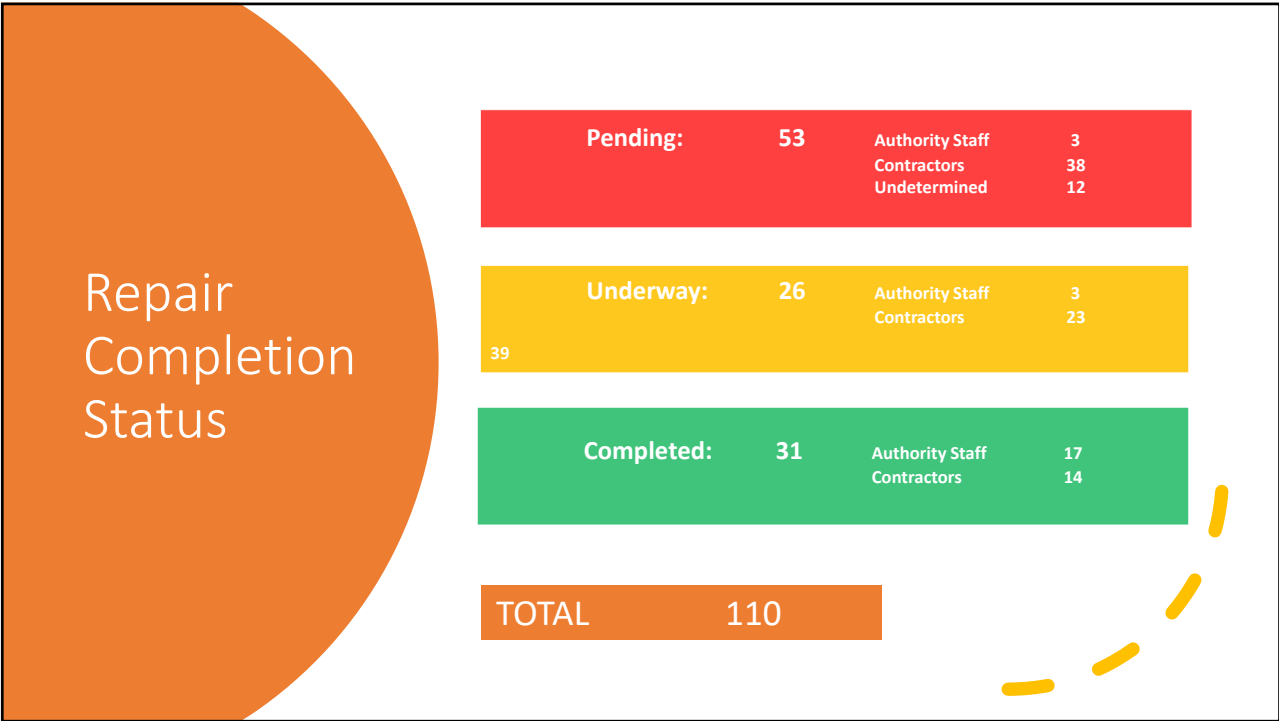 Repair
Completion
Status
Pending: 53 Authority Staff 3
Contractors 38
Undetermined 12
Underway: 26 Authority Staff 3
Contractors 23
39
Completed: 31 Authority Staff 17
Contractors 14
TOTAL 110